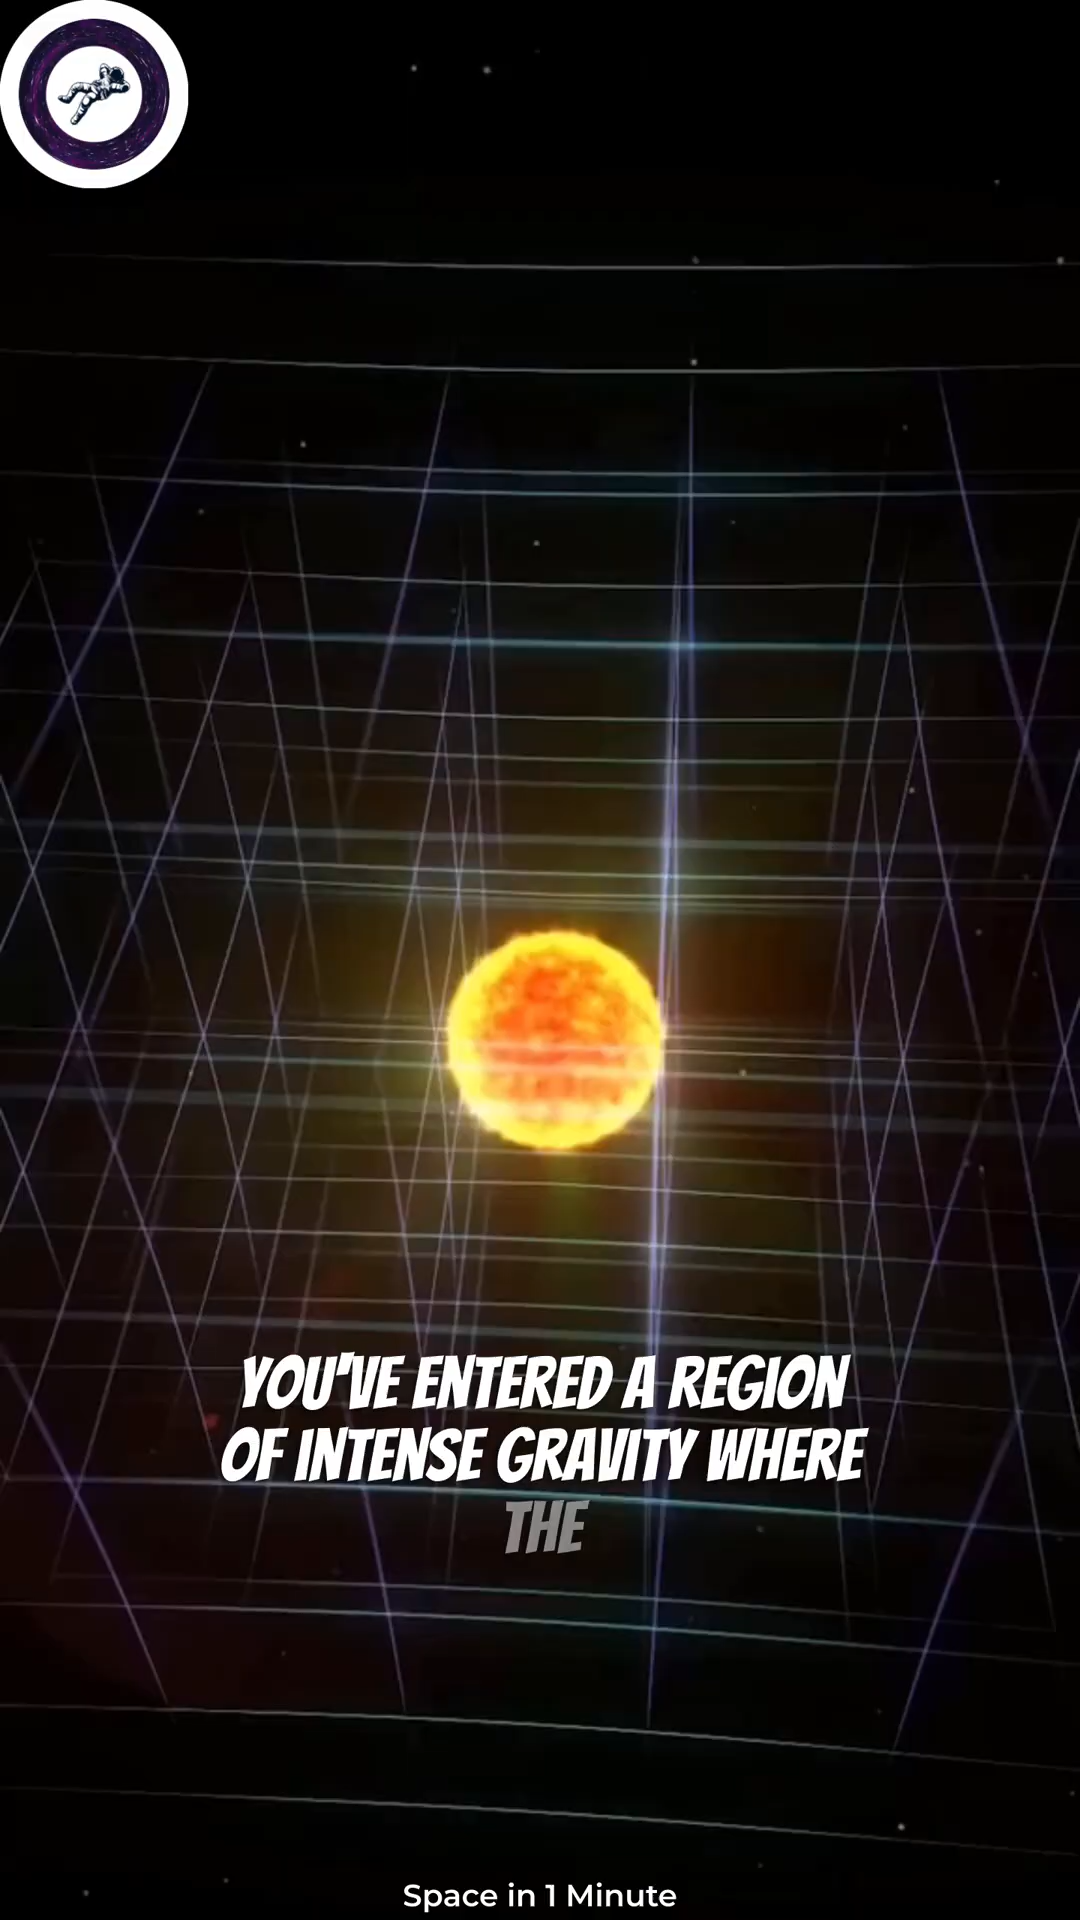 YOU'VE ENTERED A REGION
OF INTENSE GRAVITY WHERE
THE
Space in 1 Minute